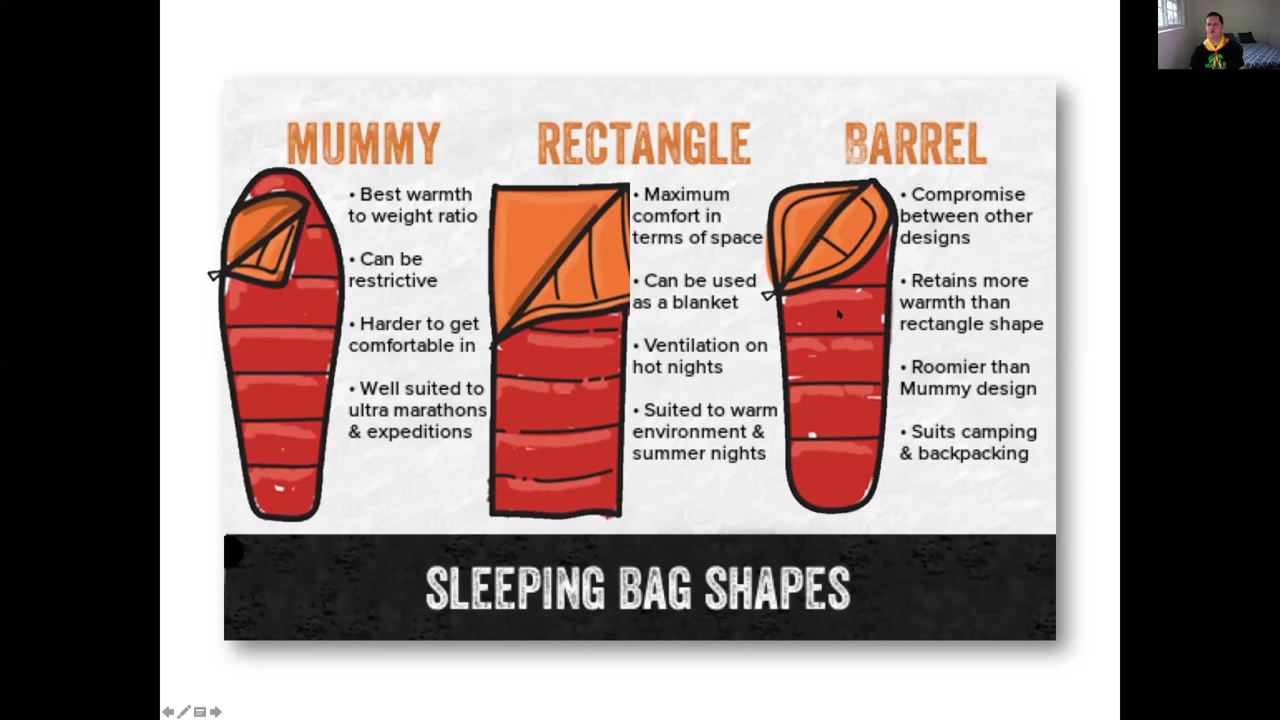 MUMMY
• Best warmth
to weight ratio
• Can be
restrictive
• Harder to get
comfortable in
• Well suited to
ultra marathons
& expeditions
RECTANGLE
• Maximum
comfort in
terms of space
• Can be used
as a blanket
• Ventilation on
hot nights
• Suited to warm
environment &
summer nights
BARREL
• Compromise
between other
designs
• Retains more
warmth than
rectangle shape
• Roomier than
Mummy design
• Suits camping
& backpacking
SLEEPING BAG SHAPES